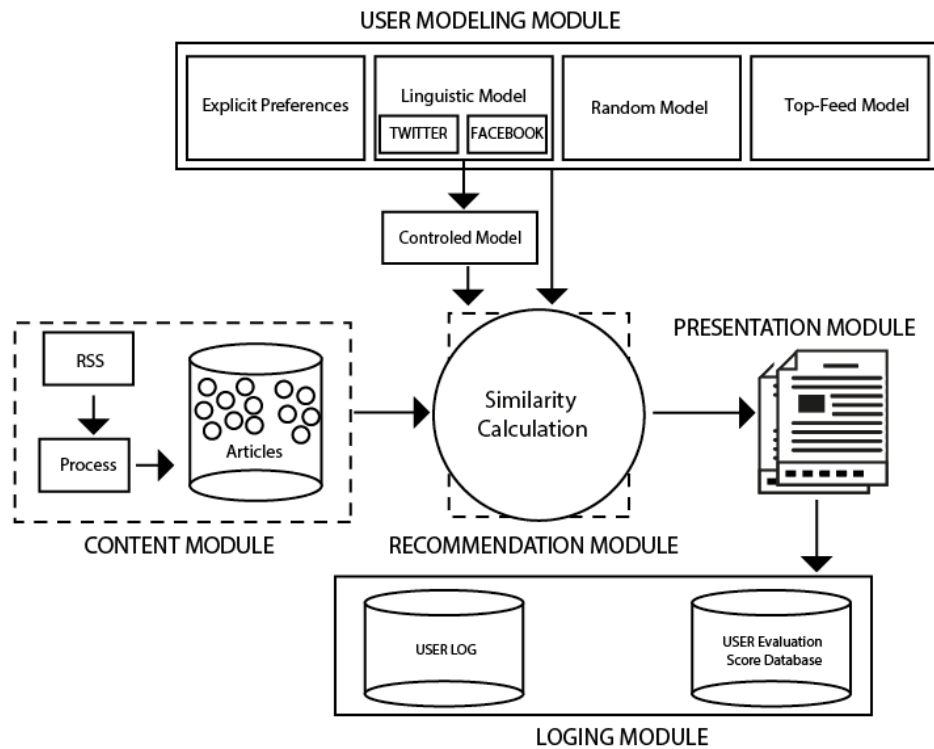 USER MODELING MODULE
Explicit Preferences
Linguistic Model
TWITTER
FACEBOOK
Random Model
Top-Feed Model
Controled Model
RSS
Process
Articles
CONTENT MODULE
Similarity
Calculation
RECOMMENDATION MODULE
PRESENTATION MODULE
USER LOG
USER Evaluation
Score Database
LOGING MODULE